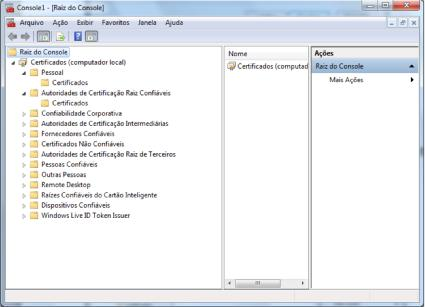 Console1 - [Raiz do Console]
Arquivo Ação Exibir Favoritos Janela Ajuda
Raiz do Console
Certificados (computador local)
Pessoal
Certificados
Autoridades de Certificação Raiz Confiáveis
Certificados
Confiabilidade Corporativa
Autoridades de Certificação Intermediárias
Fornecedores Confiáveis
Certificados Não Confiáveis
Autoridades de Certificação Raiz de Terceiros
Pessoas Confiáveis
Outras Pessoas
Remote Desktop
Raízes Confiáveis do Cartão Inteligente
Dispositivos Confiáveis
Windows Live ID Token Issuer
Nome
Certificados (computad
Ações
Raiz do Console
Mais Ações